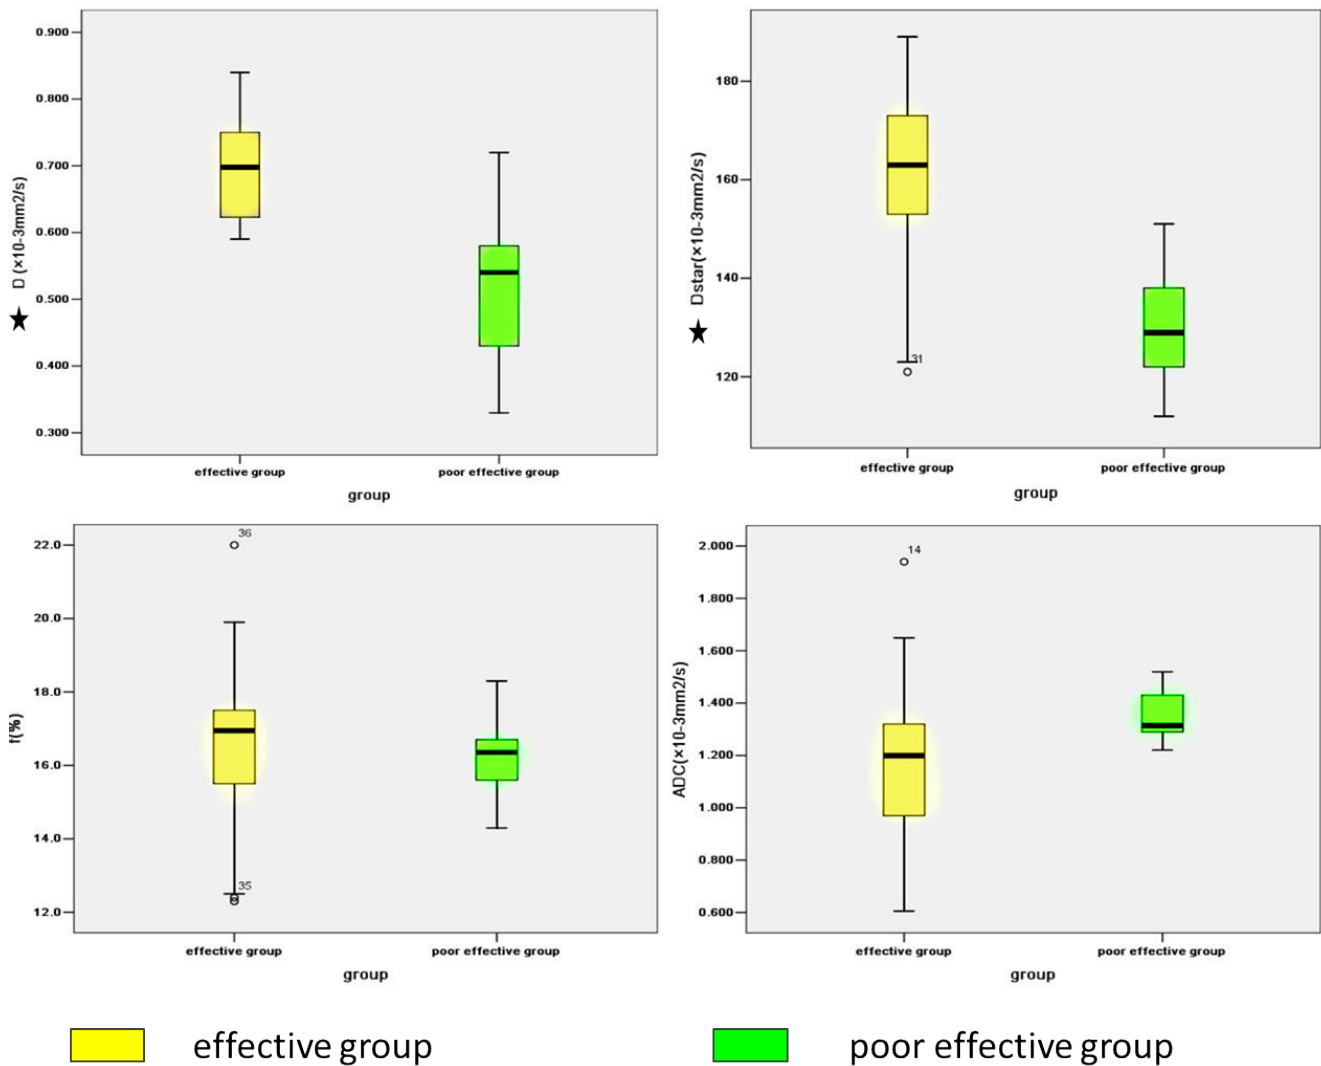 0.900
0.800
0.700
0.600
0.500
0.400
0.300
★ D (×10-3mm2/s)
effective group
poor effective group
group
180
160
140
120
★ Dstar(×10-3mm2/s)
31
effective group
poor effective group
group
22.0
20.0
18.0
16.0
14.0
12.0
f(%)
36
35
effective group
poor effective group
group
2.000
1.800
1.600
1.400
1.200
1.000
0.800
0.600
ADC(×10-3mm2/s)
14
effective group
poor effective group
group
effective group
poor effective group